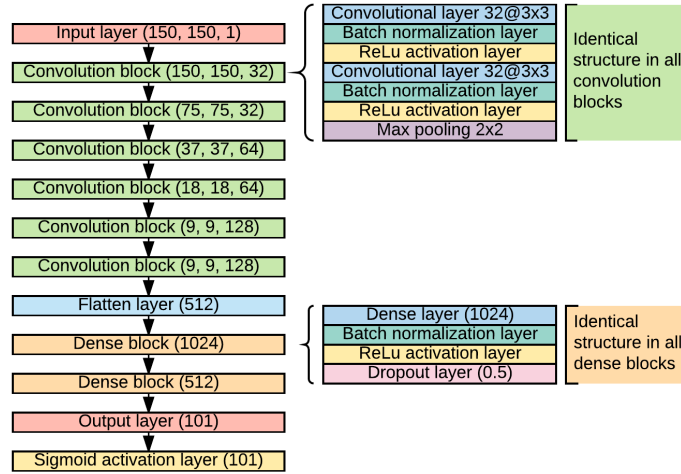 Input layer (150, 150, 1)
Convolution block (150, 150, 32)
Convolution block (75, 75, 32)
Convolution block (37, 37, 64)
Convolution block (18, 18, 64)
Convolution block (9, 9, 128)
Convolution block (9, 9, 128)
Flatten layer (512)
Dense block (1024)
Dense block (512)
Output layer (101)
Sigmoid activation layer (101)
Convolutional layer 32@3x3
Batch normalization layer
ReLu activation layer
Convolutional layer 32@3x3
Batch normalization layer
ReLu activation layer
Max pooling 2x2
Identical
structure in all
convolution
blocks
Dense layer (1024)
Batch normalization layer
ReLu activation layer
Dropout layer (0.5)
Identical
structure in all
dense blocks